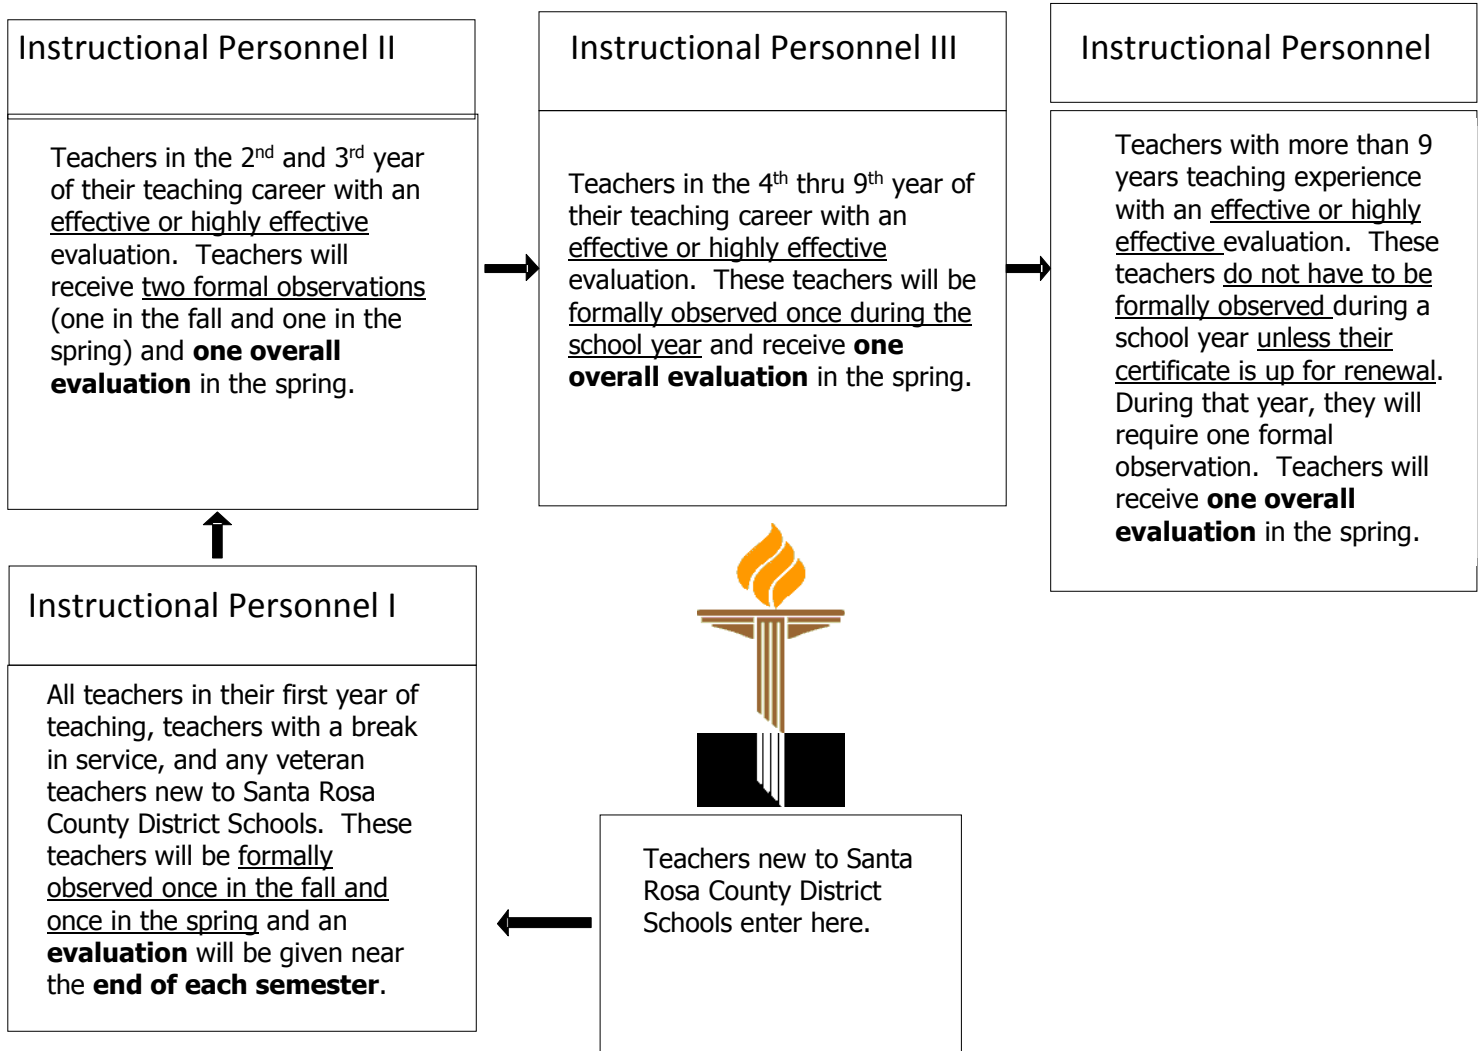 Instructional Personnel II
Teachers in the 2nd and 3rd year
of their teaching career with an
effective or highly effective
evaluation.  Teachers will
receive two formal observations
(one in the fall and one in the
spring) and one overall
evaluation in the spring.
Instructional Personnel III
Teachers in the 4th thru 9th year of
their teaching career with an
effective or highly effective
evaluation.  These teachers will be
formally observed once during the
school year and receive one
overall evaluation in the spring.
Instructional Personnel
Teachers with more than 9
years teaching experience
with an effective or highly
effective evaluation.  These
teachers do not have to be
formally observed during a
school year unless their
certificate is up for renewal.
During that year, they will
require one formal
observation.  Teachers will
receive one overall
evaluation in the spring.
Instructional Personnel I
All teachers in their first year of
teaching, teachers with a break
in service, and any veteran
teachers new to Santa Rosa
County District Schools.  These
teachers will be formally
observed once in the fall and
once in the spring and an
evaluation will be given near
the end of each semester.
Teachers new to Santa
Rosa County District
Schools enter here.